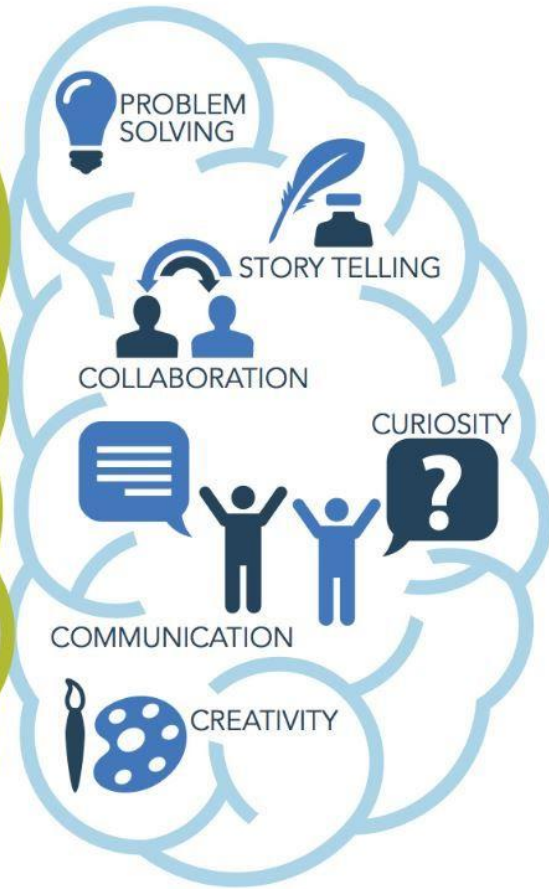 PROBLEM
SOLVING
STORY TELLING
COLLABORATION
CURIOSITY
?
COMMUNICATION
CREATIVITY